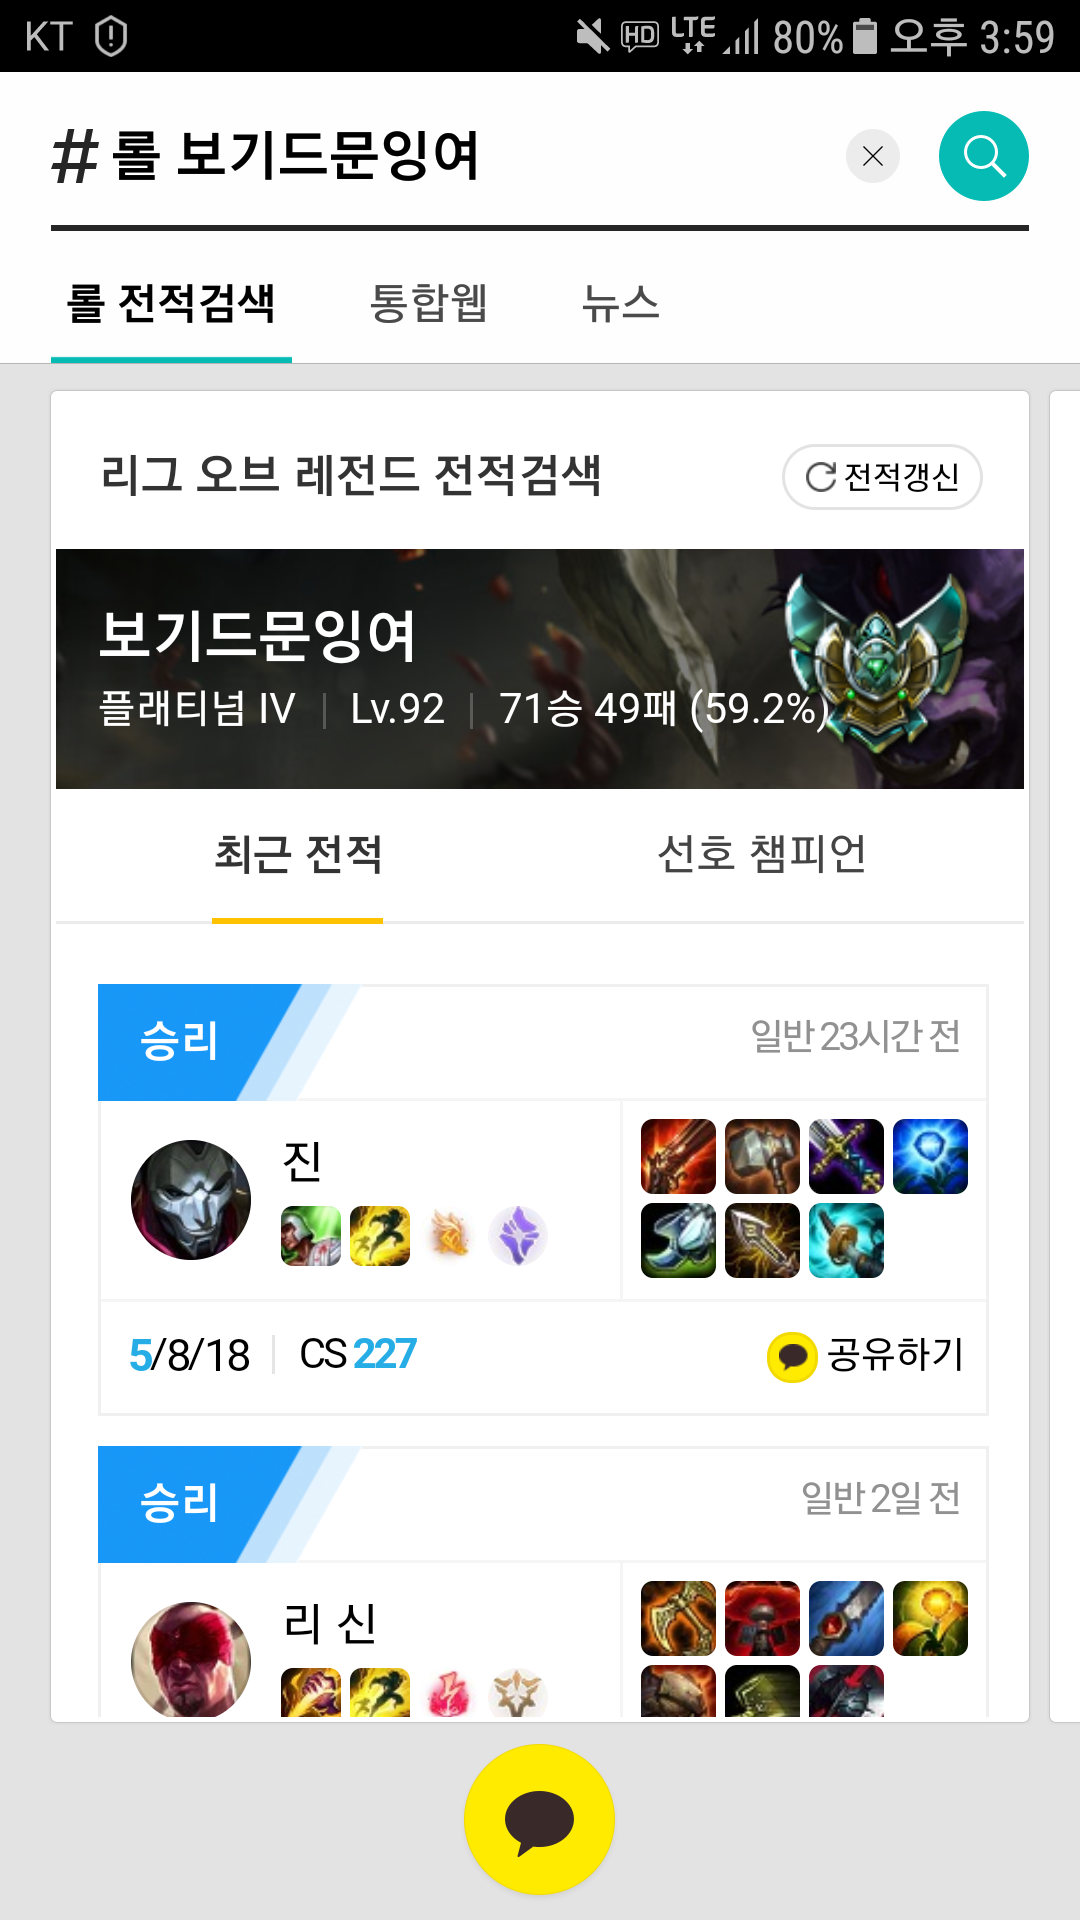 KT HD LTE 80% 오후 3:59
# 롤 보기드문잉여
롤 전적검색 통합웹 뉴스
리그 오브 레전드 전적검색 전적갱신
보기드문잉여
플래티넘 IV | Lv.92 | 71승 49패 (59.2%)
최근 전적 선호 챔피언
승리 일반 23시간 전
진
5/8/18 | CS 227 공유하기
승리 일반 2일 전
리 신